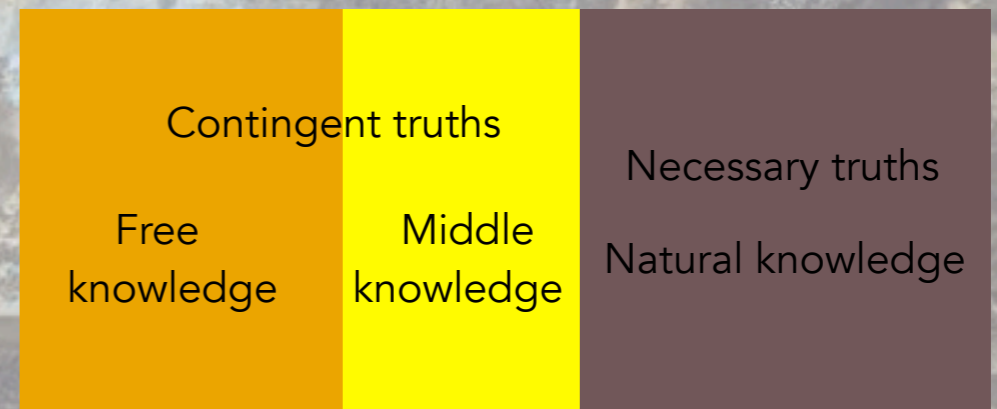 Contingent truths
Free
knowledge
Middle
knowledge
Necessary truths
Natural knowledge